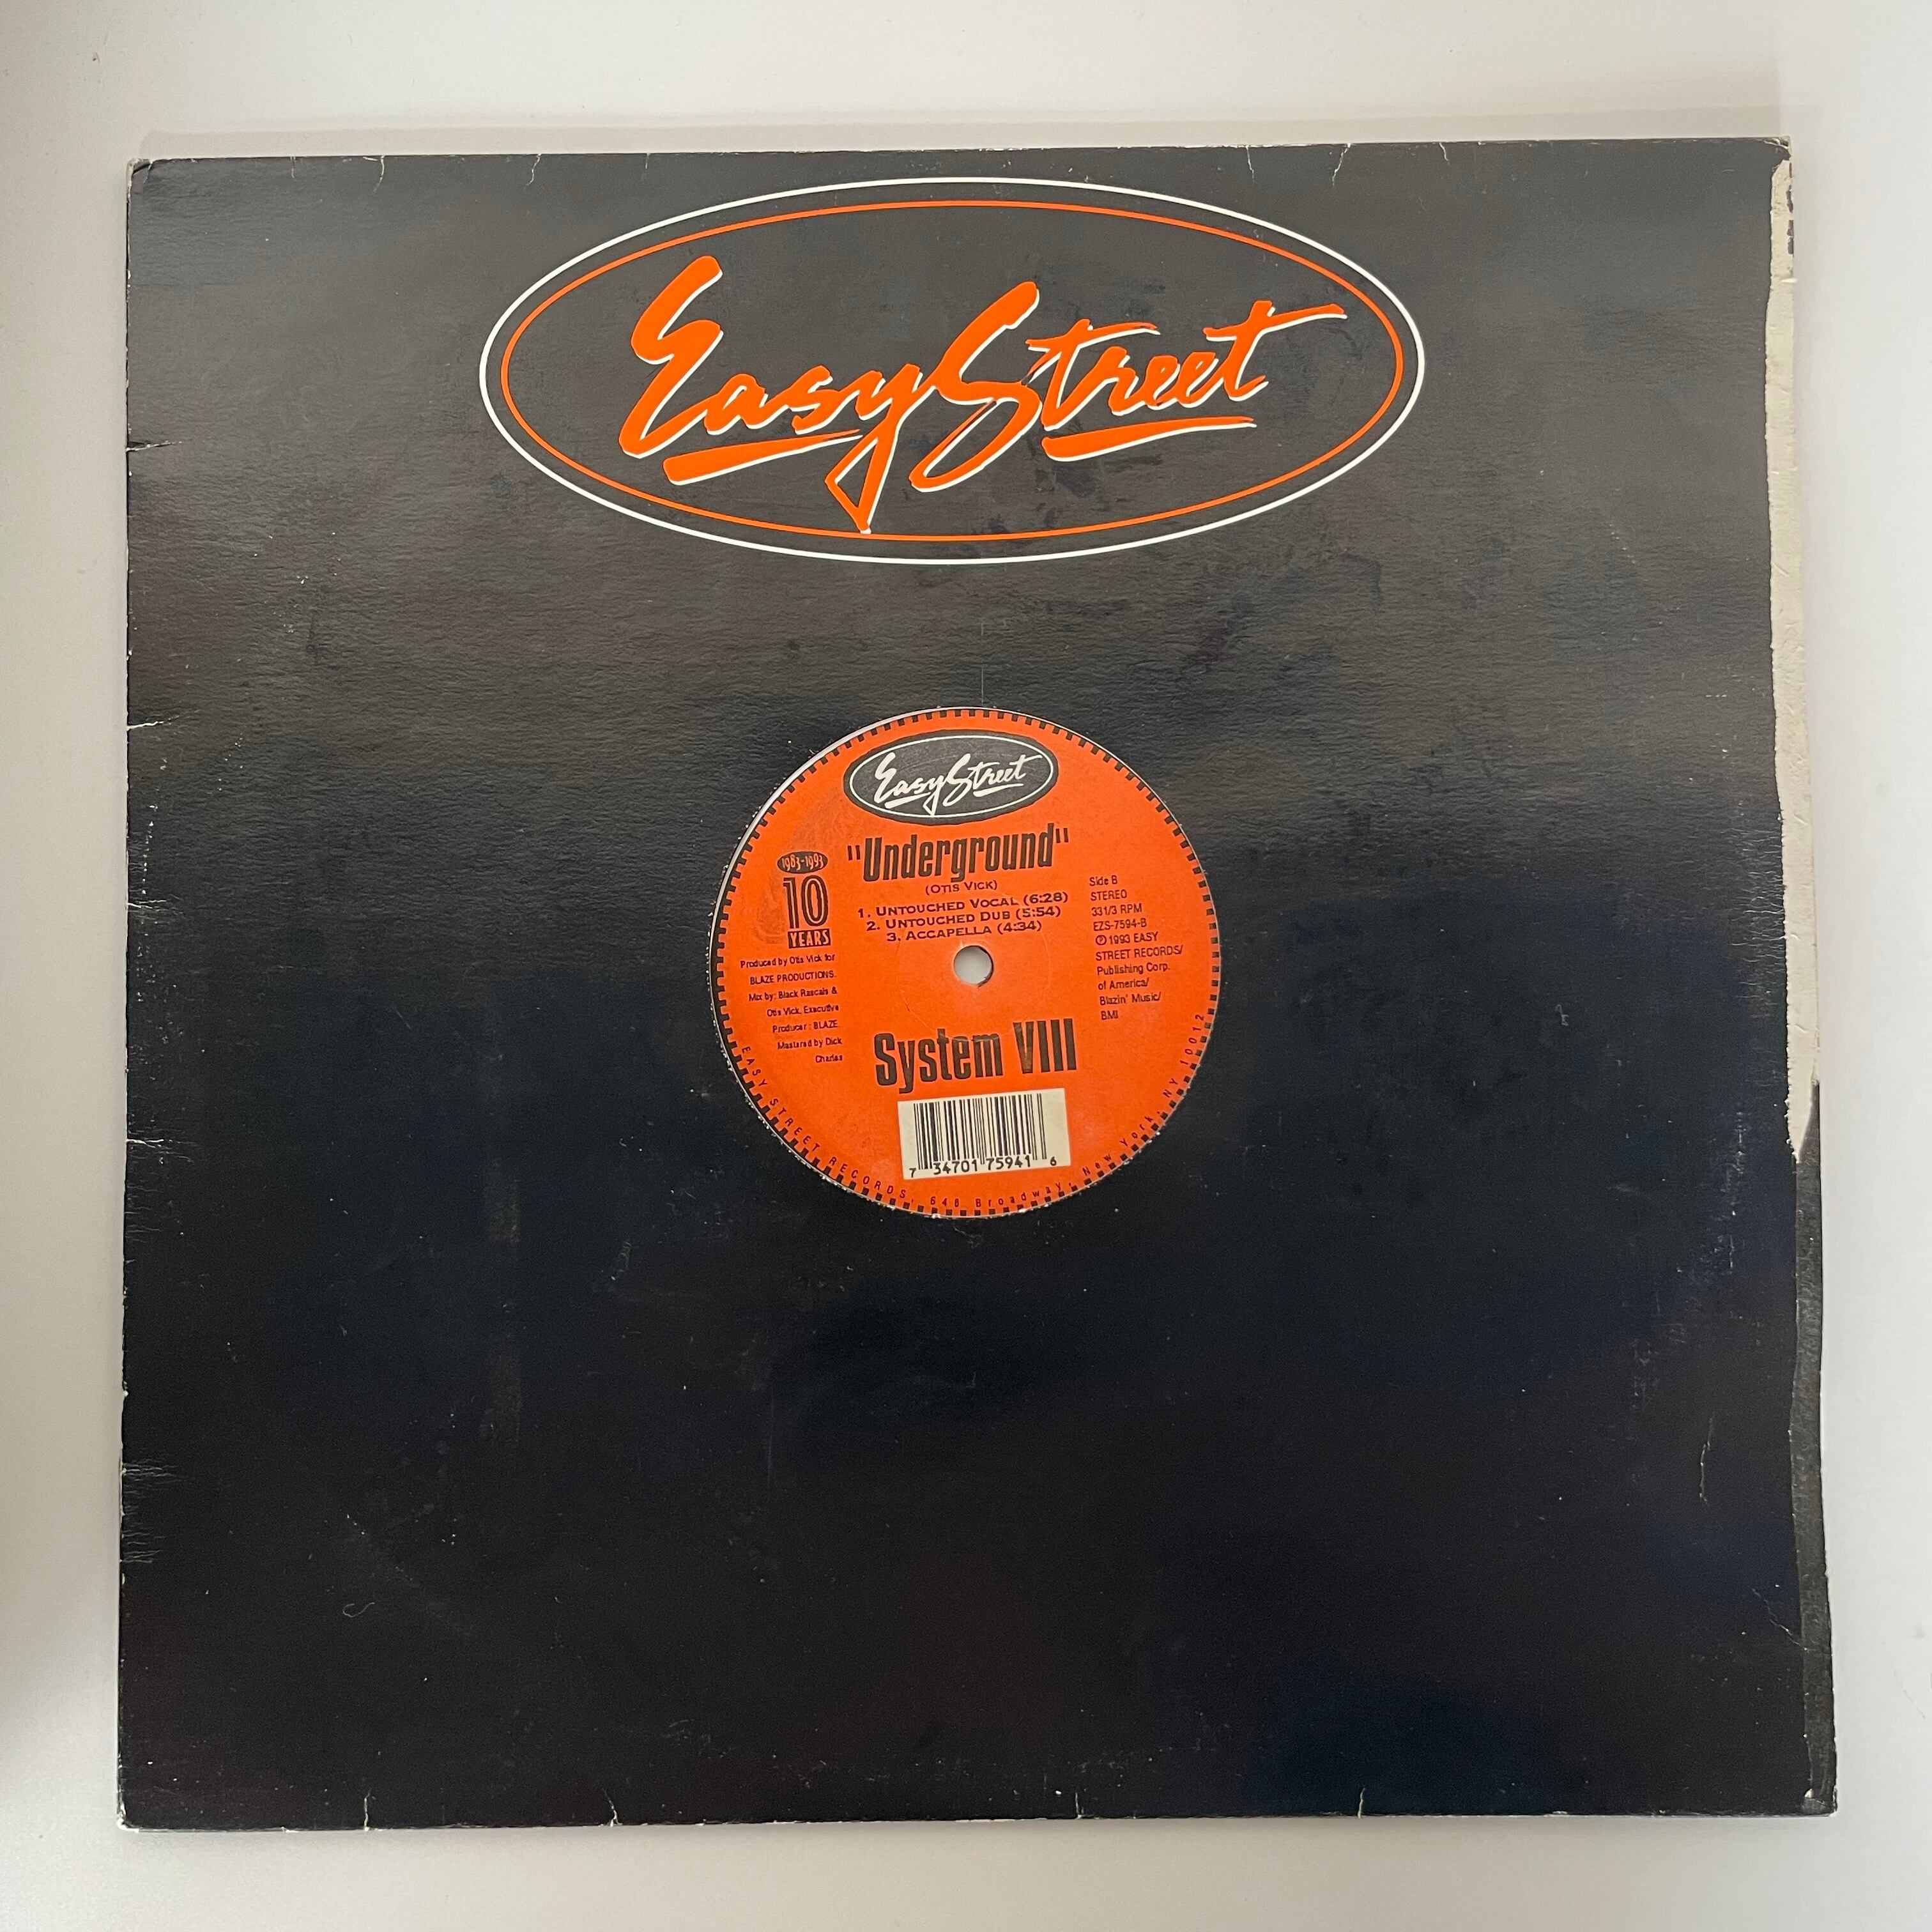 Easy Street
Easy Street
"Underground"
(Otis Vick)
1. Untouched Vocal (6:28)
2. Untouched Dub (5:54)
3. Accapella (4:34)
1983-1993
10
YEARS
Produced by Otis Vick for
BLAZE PRODUCTIONS.
Mix by: Black Rascals &
Otis Vick. Executive
Producer : BLAZE.
Mastered by Dick
Charles
Side B
STEREO
331/3 RPM
EZS-7594-B
℗ 1993 EASY
STREET RECORDS/
Publishing Corp.
of America/
Blazin' Music/
BMI
System VIII
7 34701 75941 6
EASY STREET RECORDS, 648 Broadway, New York, NY 10012